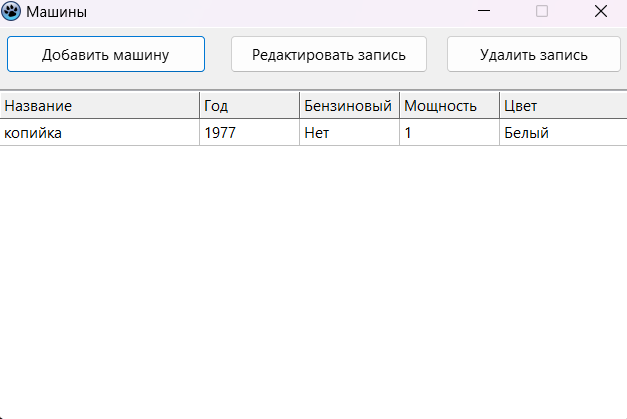 Машины
Добавить машину Редактировать запись Удалить запись
Название Год Бензиновый Мощность Цвет
копийка 1977 Нет 1 Белый